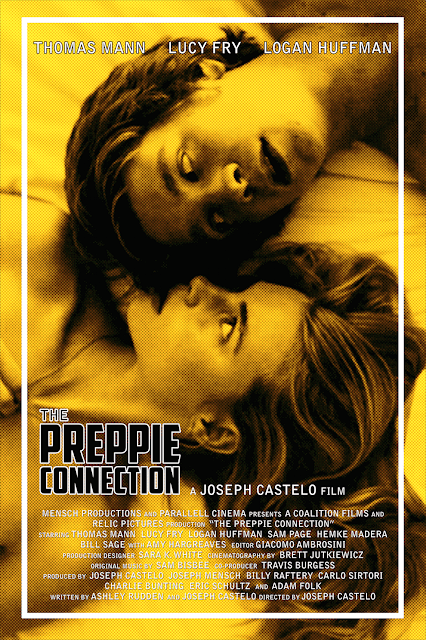 THOMAS MANN LUCY FRY LOGAN HUFFMAN
THE
PREPPIE
CONNECTION
A JOSEPH CASTELO FILM
MENSCH PRODUCTIONS AND PARALLELL CINEMA PRESENTS A COALITION FILMS AND
RELIC PICTURES PRODUCTION "THE PREPPIE CONNECTION"
STARRING THOMAS MANN LUCY FRY LOGAN HUFFMAN SAM PAGE HEMKE MADERA
BILL SAGE WITH AMY HARGREAVES EDITOR GIACOMO AMBROSINI
PRODUCTION DESIGNER SARA K WHITE CINEMATOGRAPHY BY BRETT JUTKIEWICZ
ORIGINAL MUSIC BY SAM BISBEE CO-PRODUCER TRAVIS BURGESS
PRODUCED BY JOSEPH CASTELO JOSEPH MENSCH BILLY RAFTERY CARLO SIRTORI
CHARLIE BUNTING ERIC SCHULTZ AND ADAM FOLK
WRITTEN BY ASHLEY RUDDEN AND JOSEPH CASTELO DIRECTED BY JOSEPH CASTELO